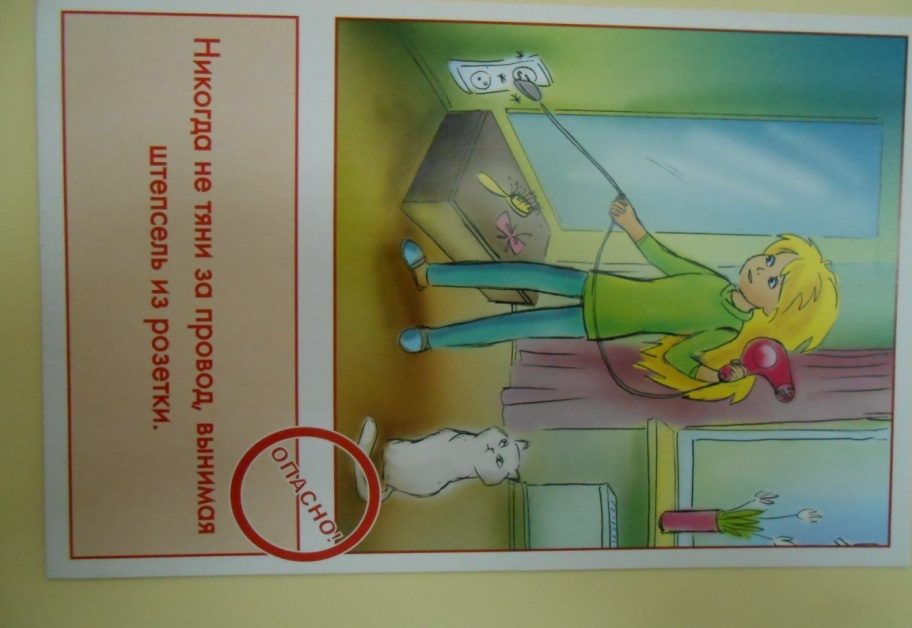 Никогда не тяни за провод, вынимая
штепсель из розетки.
ОПАСНО!